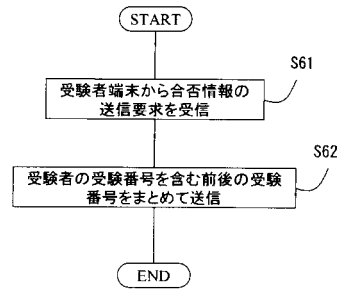 START
S61
受験者端末から合否情報の
送信要求を受信
S62
受験者の受験番号を含む前後の受験
番号をまとめて送信
END